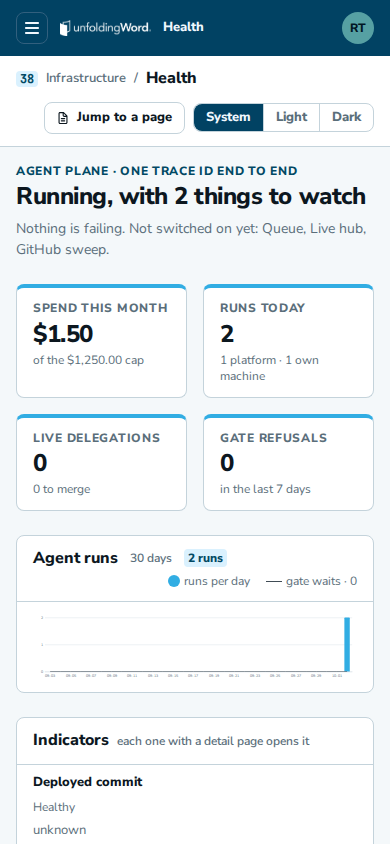 unfoldingWord. Health RT
38 Infrastructure / Health
Jump to a page System Light Dark
AGENT PLANE · ONE TRACE ID END TO END
Running, with 2 things to watch
Nothing is failing. Not switched on yet: Queue, Live hub,
GitHub sweep.
SPEND THIS MONTH
$1.50
of the $1,250.00 cap
RUNS TODAY
2
1 platform · 1 own
machine
LIVE DELEGATIONS
0
0 to merge
GATE REFUSALS
0
in the last 7 days
Agent runs 30 days 2 runs
runs per day gate waits · 0
Indicators each one with a detail page opens it
Deployed commit
Healthy
unknown